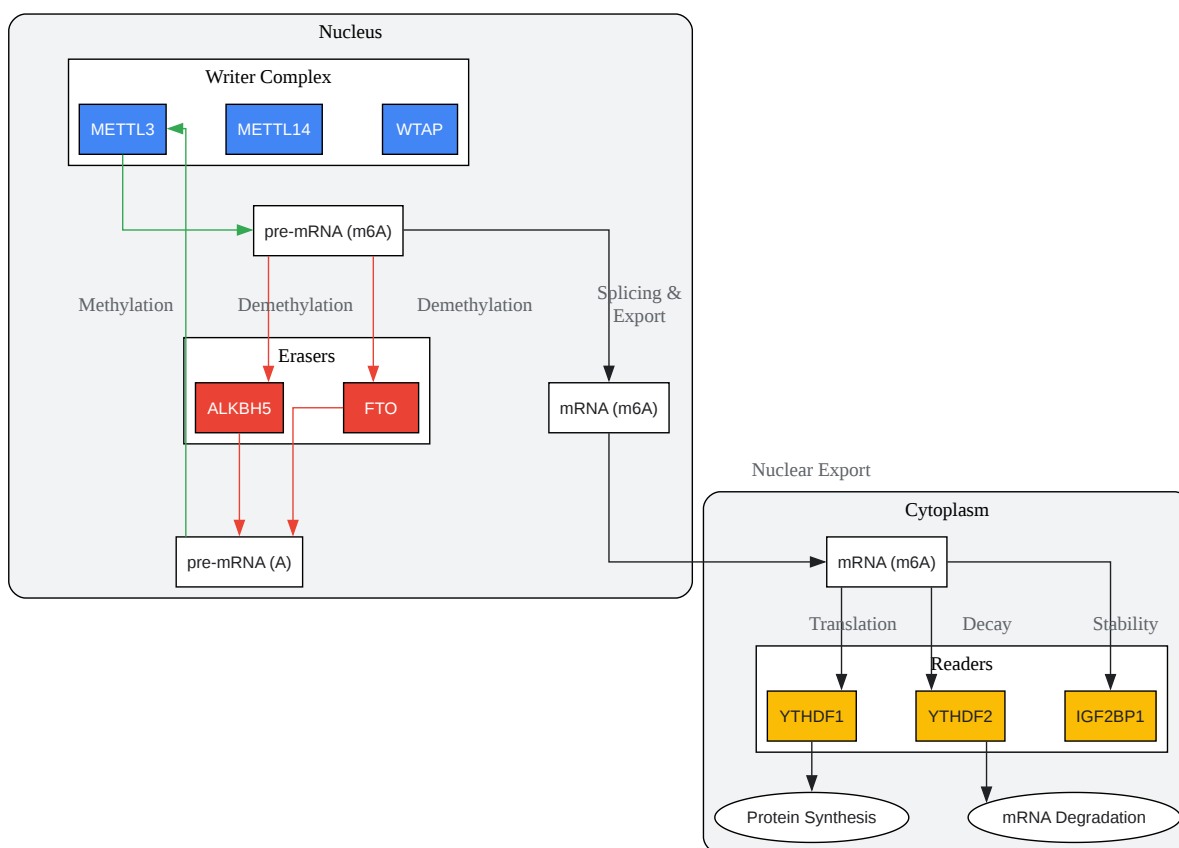 Nucleus
Writer Complex
METTL3
METTL14
WTAP
pre-mRNA (m6A)
Methylation
Demethylation
Demethylation
Splicing &
Export
Erasers
ALKBH5
FTO
mRNA (m6A)
Nuclear Export
Cytoplasm
pre-mRNA (A)
mRNA (m6A)
Translation
Decay
Stability
Readers
YTHDF1
YTHDF2
IGF2BP1
Protein Synthesis
mRNA Degradation